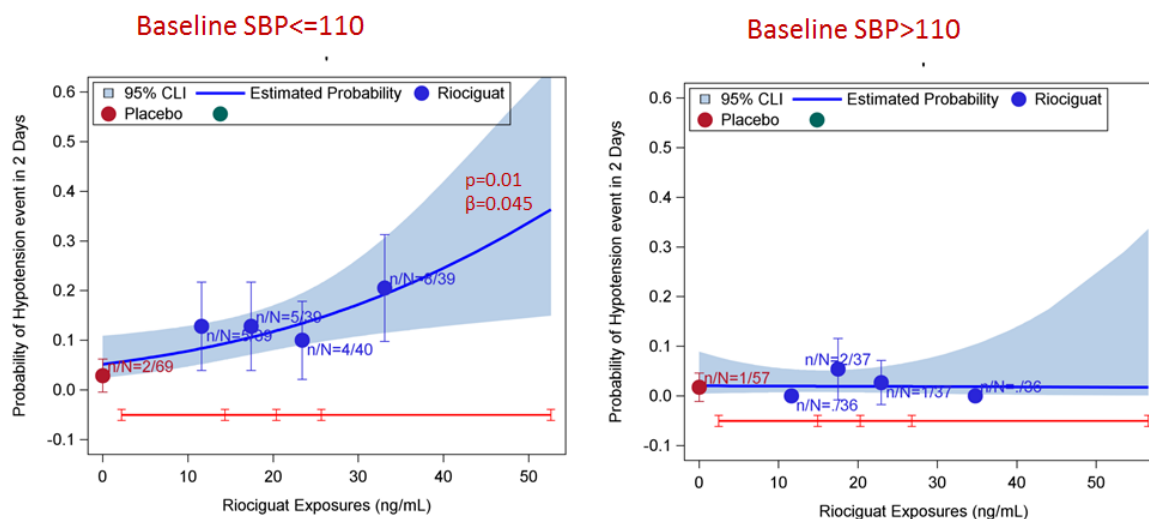 Baseline SBP<=110
95% CLI Estimated Probability Riociguat
Placebo
p=0.01
β=0.045
n/N=2/69
n/N=5/39
n/N=5/39
n/N=4/40
n/N=8/39
Probability of Hypotension event in 2 Days
0.6
0.5
0.4
0.3
0.2
0.1
0.0
-0.1
0 10 20 30 40 50
Riociguat Exposures (ng/mL)
Baseline SBP>110
95% CLI Estimated Probability Riociguat
Placebo
n/N=1/57
n/N=./36
n/N=2/37
n/N=1/37
n/N=./36
Probability of Hypotension event in 2 Days
0.6
0.5
0.4
0.3
0.2
0.1
0.0
-0.1
0 10 20 30 40 50
Riociguat Exposures (ng/mL)